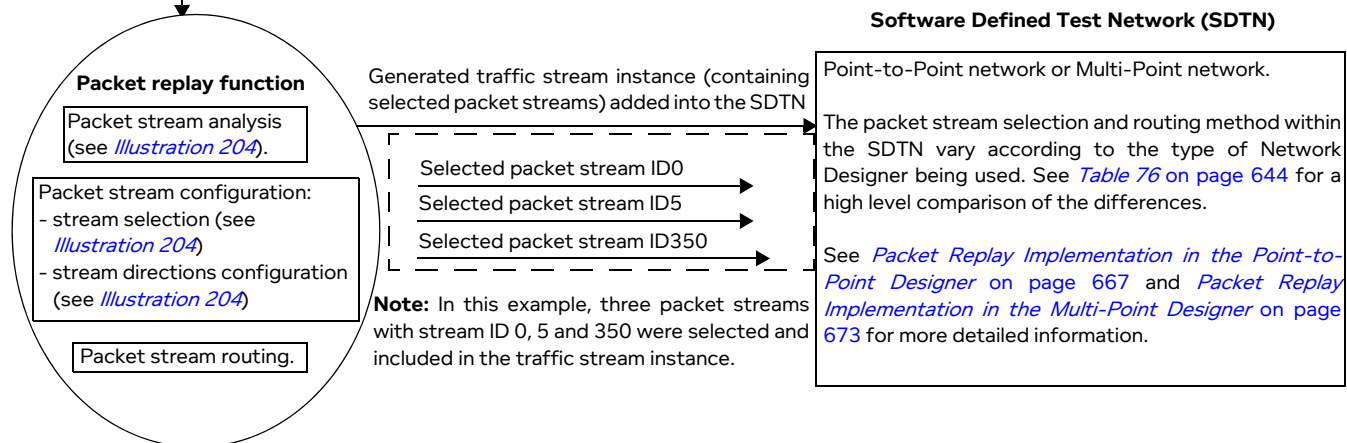 Packet replay function
Packet stream analysis
(see Illustration 204).
Packet stream configuration:
- stream selection (see
Illustration 204)
- stream directions configuration
(see Illustration 204)
Packet stream routing.
Generated traffic stream instance (containing
selected packet streams) added into the SDTN
Selected packet stream ID0
Selected packet stream ID5
Selected packet stream ID350
Note: In this example, three packet streams
with stream ID 0, 5 and 350 were selected and
included in the traffic stream instance.
Software Defined Test Network (SDTN)
Point-to-Point network or Multi-Point network.
The packet stream selection and routing method within
the SDTN vary according to the type of Network
Designer being used. See Table 76 on page 644 for a
high level comparison of the differences.
See Packet Replay Implementation in the Point-to-
Point Designer on page 667 and Packet Replay
Implementation in the Multi-Point Designer on page
673 for more detailed information.